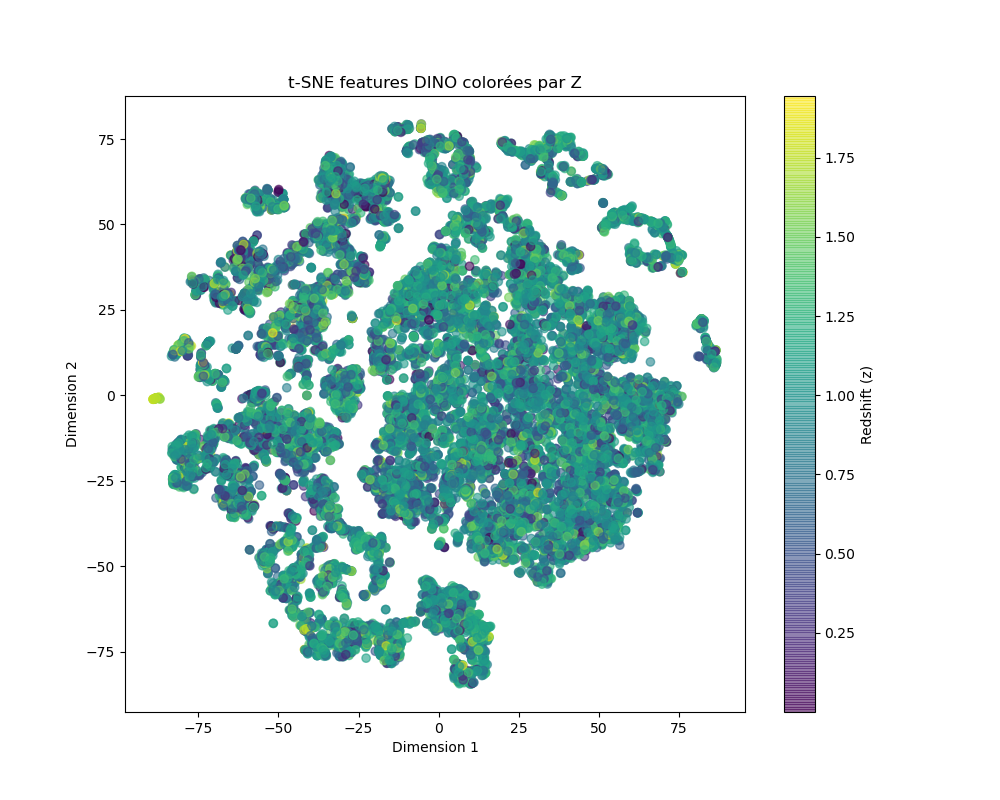 t-SNE features DINO colorées par Z
75
50
25
0
−25
−50
−75
Dimension 2
−75 −50 −25 0 25 50 75
Dimension 1
1.75
1.50
1.25
1.00
0.75
0.50
0.25
Redshift (z)